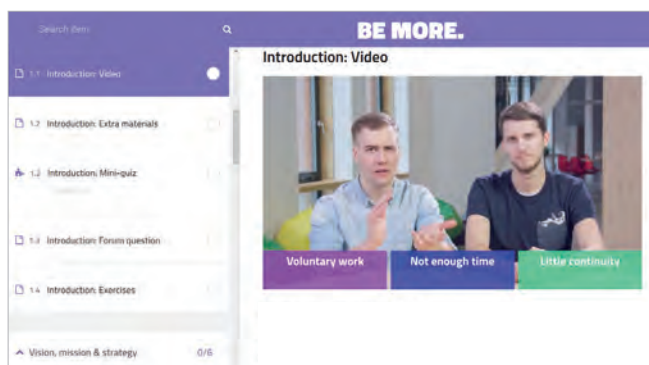 Search item
BE MORE.
1.1 Introduction: Video
1.2 Introduction: Extra materials
1.2 Introduction: Mini-quiz
1.3 Introduction: Forum question
1.4 Introduction: Exercises
Vision, mission & strategy 0/6
Introduction: Video
Voluntary work
Not enough time
Little continuity